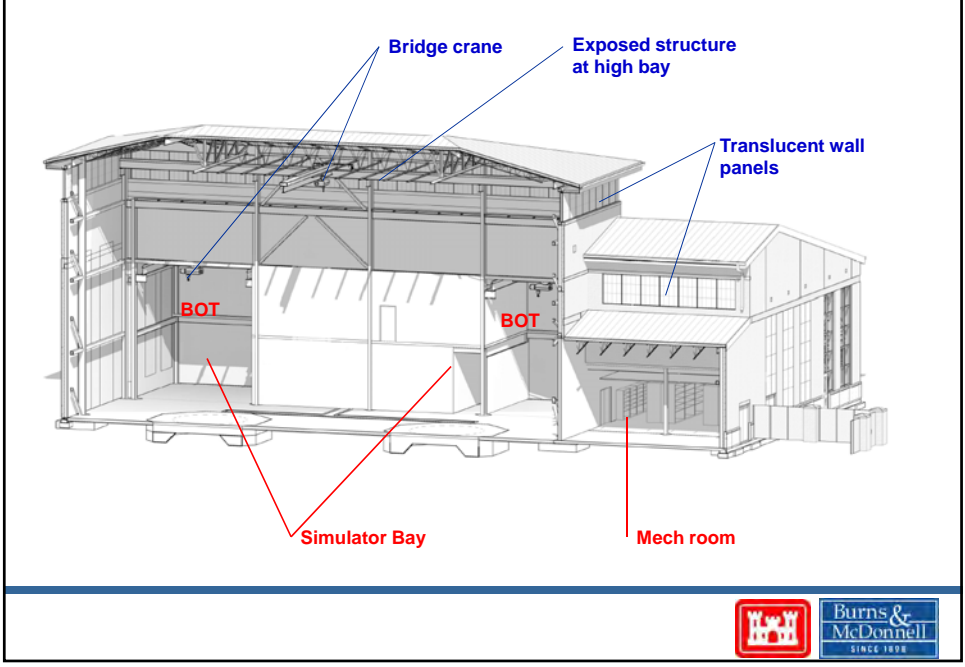 Bridge crane
Exposed structure
at high bay
Translucent wall
panels
BOT
BOT
Simulator Bay
Mech room
Burns &
McDonnell
SINCE 1898